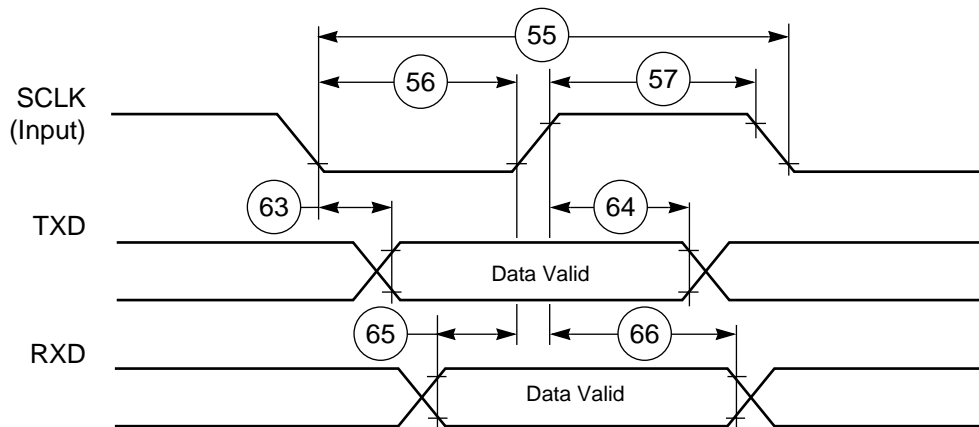 55
56
57
SCLK
(Input)
63
64
TXD
Data Valid
65
66
RXD
Data Valid